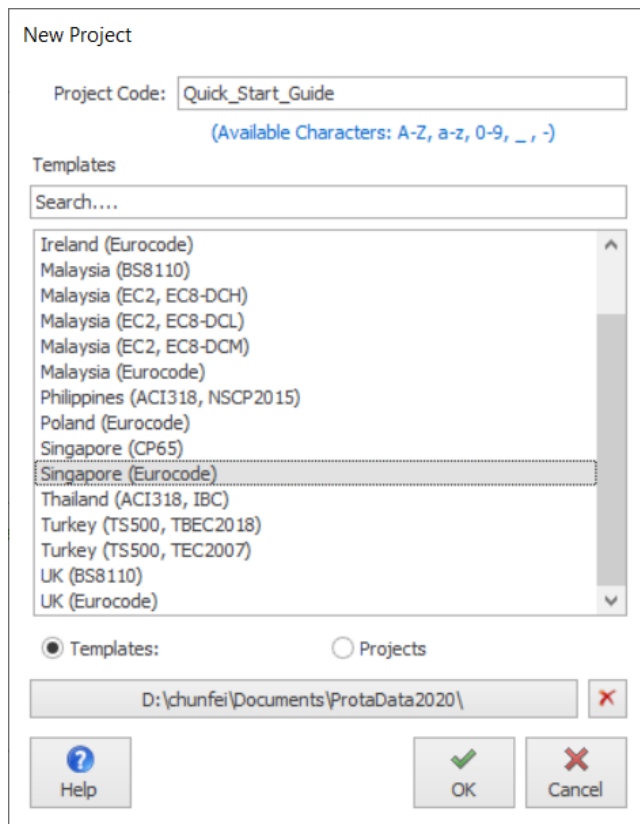 New Project
Project Code: Quick_Start_Guide
(Available Characters: A-Z, a-z, 0-9, _ , -)
Templates
Search....
Ireland (Eurocode)
Malaysia (BS8110)
Malaysia (EC2, EC8-DCH)
Malaysia (EC2, EC8-DCL)
Malaysia (EC2, EC8-DCM)
Malaysia (Eurocode)
Philippines (ACI318, NSCP2015)
Poland (Eurocode)
Singapore (CP65)
Singapore (Eurocode)
Thailand (ACI318, IBC)
Turkey (TS500, TBEC2018)
Turkey (TS500, TEC2007)
UK (BS8110)
UK (Eurocode)
Templates: Projects
D:\chunfei\Documents\ProtaData2020\
Help OK Cancel